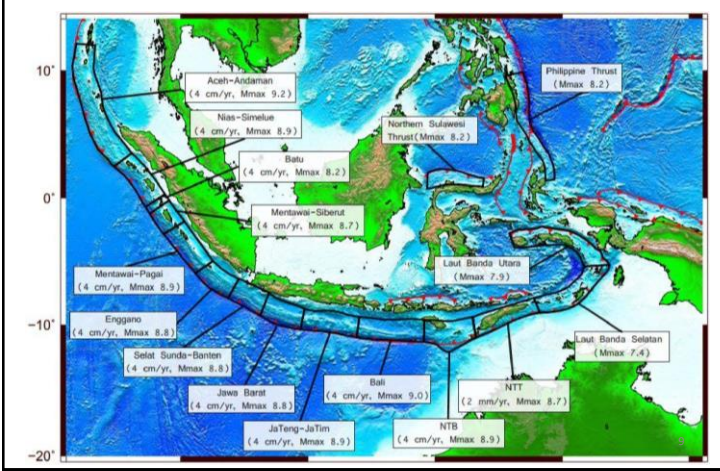 10°
0°
−10°
−20°
Aceh-Andaman
(4 cm/yr, Mmax 9.2)
Nias-Simelue
(4 cm/yr, Mmax 8.9)
Batu
(4 cm/yr, Mmax 8.2)
Mentawai-Siberut
(4 cm/yr, Mmax 8.7)
Northern Sulawesi
Thrust(Mmax 8.2)
Philippine Thrust
(Mmax 8.2)
Laut Banda Utara
(Mmax 7.9)
Mentawai-Pagai
(4 cm/yr, Mmax 8.9)
Enggano
(4 cm/yr, Mmax 8.8)
Selat Sunda-Banten
(4 cm/yr, Mmax 8.8)
Jawa Barat
(4 cm/yr, Mmax 8.8)
JaTeng-JaTim
(4 cm/yr, Mmax 8.9)
Bali
(4 cm/yr, Mmax 9.0)
NTB
(4 cm/yr, Mmax 8.9)
NTT
(2 mm/yr, Mmax 8.7)
Laut Banda Selatan
(Mmax 7.4)